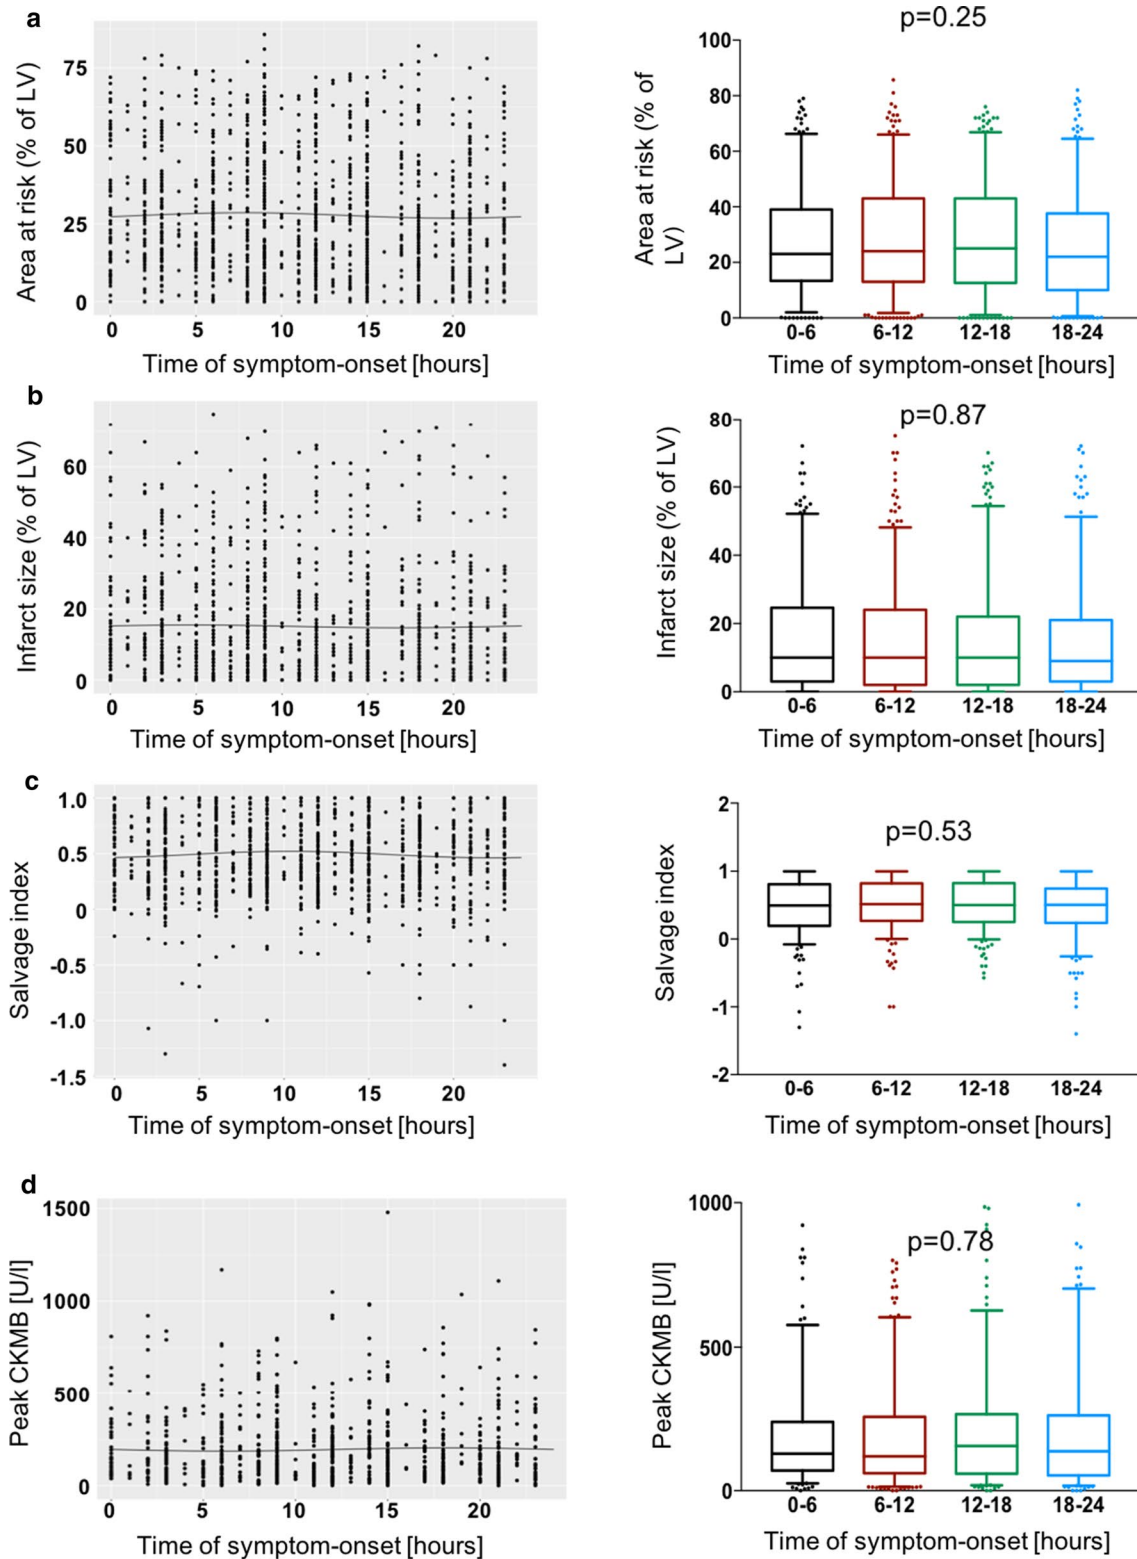 a
Area at risk (% of LV)
75
50
25
0
0 5 10 15 20
Time of symptom-onset [hours]
p=0.25
Area at risk (% of
LV)
100
80
60
40
20
0
0-6 6-12 12-18 18-24
Time of symptom-onset [hours]
b
Infarct size (% of LV)
60
40
20
0
0 5 10 15 20
Time of symptom-onset [hours]
p=0.87
Infarct size (% of LV)
80
60
40
20
0
0-6 6-12 12-18 18-24
Time of symptom-onset [hours]
c
Salvage index
1.0
0.5
0
-0.5
-1.0
-1.5
0 5 10 15 20
Time of symptom-onset [hours]
p=0.53
Salvage index
2
1
0
-1
-2
0-6 6-12 12-18 18-24
Time of symptom-onset [hours]
d
Peak CKMB [U/l]
1500
1000
500
0
0 5 10 15 20
Time of symptom-onset [hours]
p=0.78
Peak CKMB [U/l]
1000
500
0
0-6 6-12 12-18 18-24
Time of symptom-onset [hours]